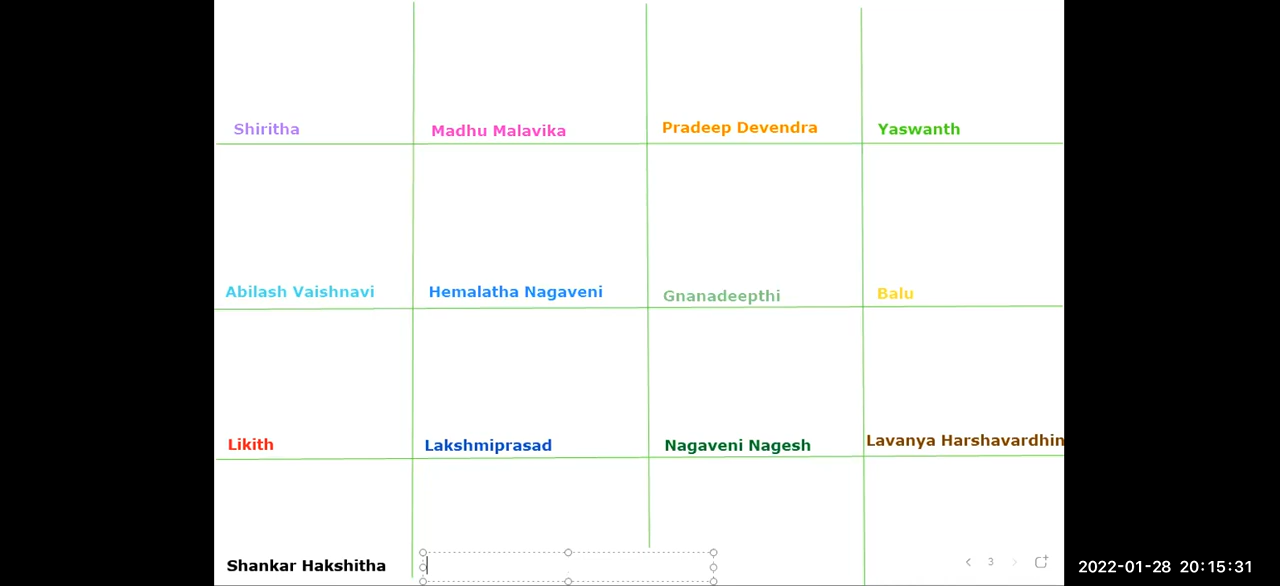 Shiritha
Madhu Malavika
Pradeep Devendra
Yaswanth
Abilash Vaishnavi
Hemalatha Nagaveni
Gnanadeepthi
Balu
Likith
Lakshmiprasad
Nagaveni Nagesh
Lavanya Harshavardhin
Shankar Hakshitha
3
2022-01-28 20:15:31